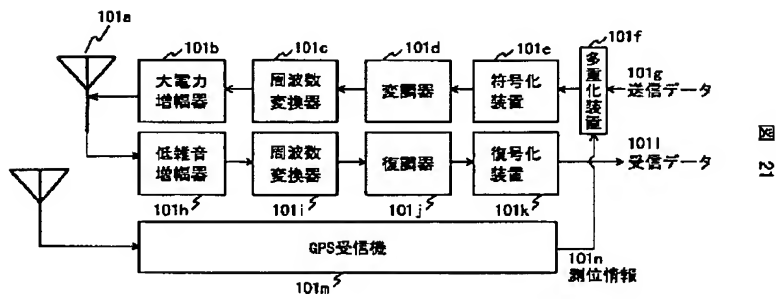 101a
101b
101c
101d
101e
101f
大電力
増幅器
周波数
変換器
変調器
符号化
装置
多重化装置
101g
送信データ
低雑音
増幅器
周波数
変換器
復調器
復号化
装置
101l
受信データ
101h
101i
101j
101k
GPS受信機
101n
測位情報
101m
図 21